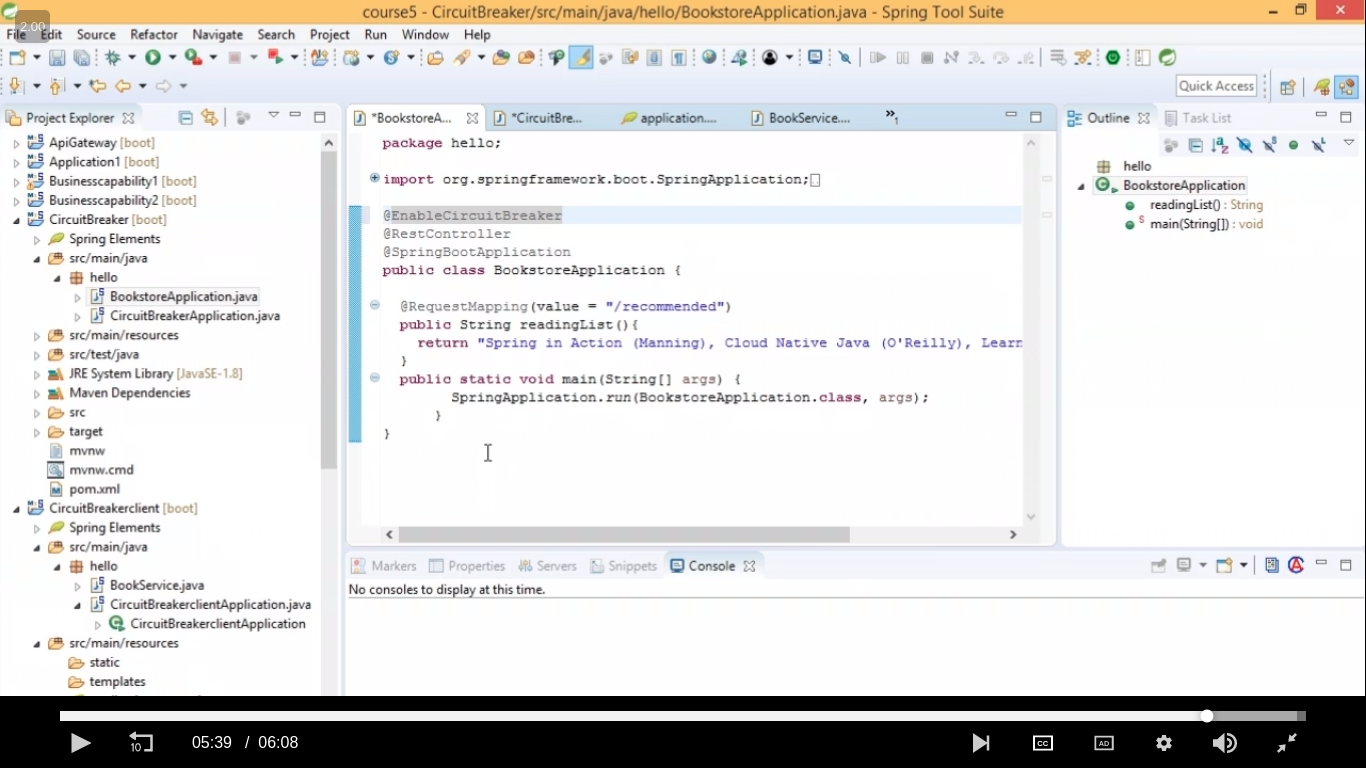 course5 - CircuitBreaker/src/main/java/hello/BookstoreApplication.java - Spring Tool Suite
2.00
File Edit Source Refactor Navigate Search Project Run Window Help
Quick Access
Project Explorer
ApiGateway [boot]
Application1 [boot]
Businesscapability1 [boot]
Businesscapability2 [boot]
CircuitBreaker [boot]
Spring Elements
src/main/java
hello
BookstoreApplication.java
CircuitBreakerApplication.java
src/main/resources
src/test/java
JRE System Library [JavaSE-1.8]
Maven Dependencies
src
target
mvnw
mvnw.cmd
pom.xml
CircuitBreakerclient [boot]
Spring Elements
src/main/java
hello
BookService.java
CircuitBreakerclientApplication.java
CircuitBreakerclientApplication
src/main/resources
static
templates
*BookstoreA... *CircuitBre... application.... BookService.... »1
package hello;
import org.springframework.boot.SpringApplication;
@EnableCircuitBreaker
@RestController
@SpringBootApplication
public class BookstoreApplication {
@RequestMapping(value = "/recommended")
public String readingList(){
return "Spring in Action (Manning), Cloud Native Java (O'Reilly), Learn
}
public static void main(String[] args) {
SpringApplication.run(BookstoreApplication.class, args);
}
}
Outline Task List
hello
BookstoreApplication
readingList() : String
main(String[]) : void
Markers Properties Servers Snippets Console
No consoles to display at this time.
10 05:39 / 06:08 CC AD